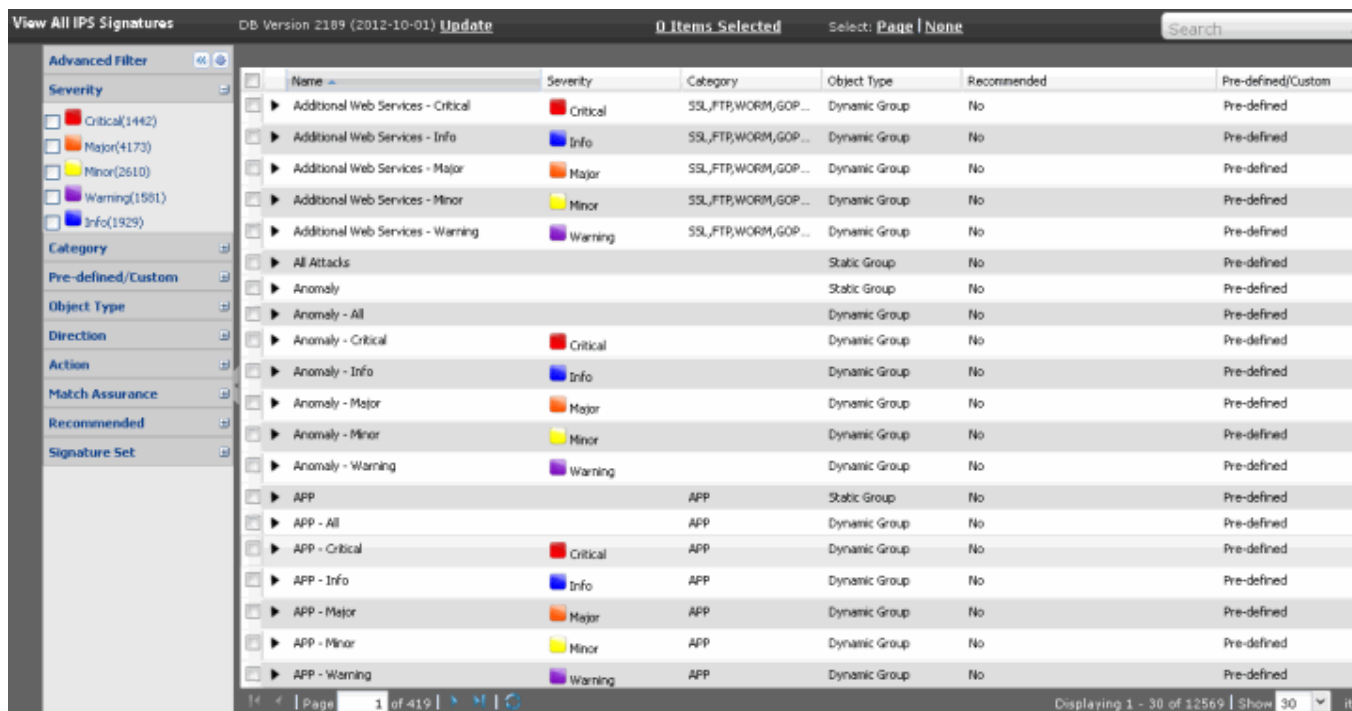 View All IPS Signatures DB Version 2189 (2012-10-01) Update 0 Items Selected Select: Page | None Search
Advanced Filter
Severity
Critical(1442)
Major(4173)
Minor(2610)
Warning(1581)
Info(1929)
Category
Pre-defined/Custom
Object Type
Direction
Action
Match Assurance
Recommended
Signature Set
Name Severity Category Object Type Recommended Pre-defined/Custom
Additional Web Services - Critical Critical SSL,FTP,WORM,GOP... Dynamic Group No Pre-defined
Additional Web Services - Info Info SSL,FTP,WORM,GOP... Dynamic Group No Pre-defined
Additional Web Services - Major Major SSL,FTP,WORM,GOP... Dynamic Group No Pre-defined
Additional Web Services - Minor Minor SSL,FTP,WORM,GOP... Dynamic Group No Pre-defined
Additional Web Services - Warning Warning SSL,FTP,WORM,GOP... Dynamic Group No Pre-defined
All Attacks Static Group No Pre-defined
Anomaly Static Group No Pre-defined
Anomaly - All Dynamic Group No Pre-defined
Anomaly - Critical Critical Dynamic Group No Pre-defined
Anomaly - Info Info Dynamic Group No Pre-defined
Anomaly - Major Major Dynamic Group No Pre-defined
Anomaly - Minor Minor Dynamic Group No Pre-defined
Anomaly - Warning Warning Dynamic Group No Pre-defined
APP APP Static Group No Pre-defined
APP - All APP Dynamic Group No Pre-defined
APP - Critical Critical APP Dynamic Group No Pre-defined
APP - Info Info APP Dynamic Group No Pre-defined
APP - Major Major APP Dynamic Group No Pre-defined
APP - Minor Minor APP Dynamic Group No Pre-defined
APP - Warning Warning APP Dynamic Group No Pre-defined
Page 1 of 419 Displaying 1 - 30 of 12569 | Show 30 it